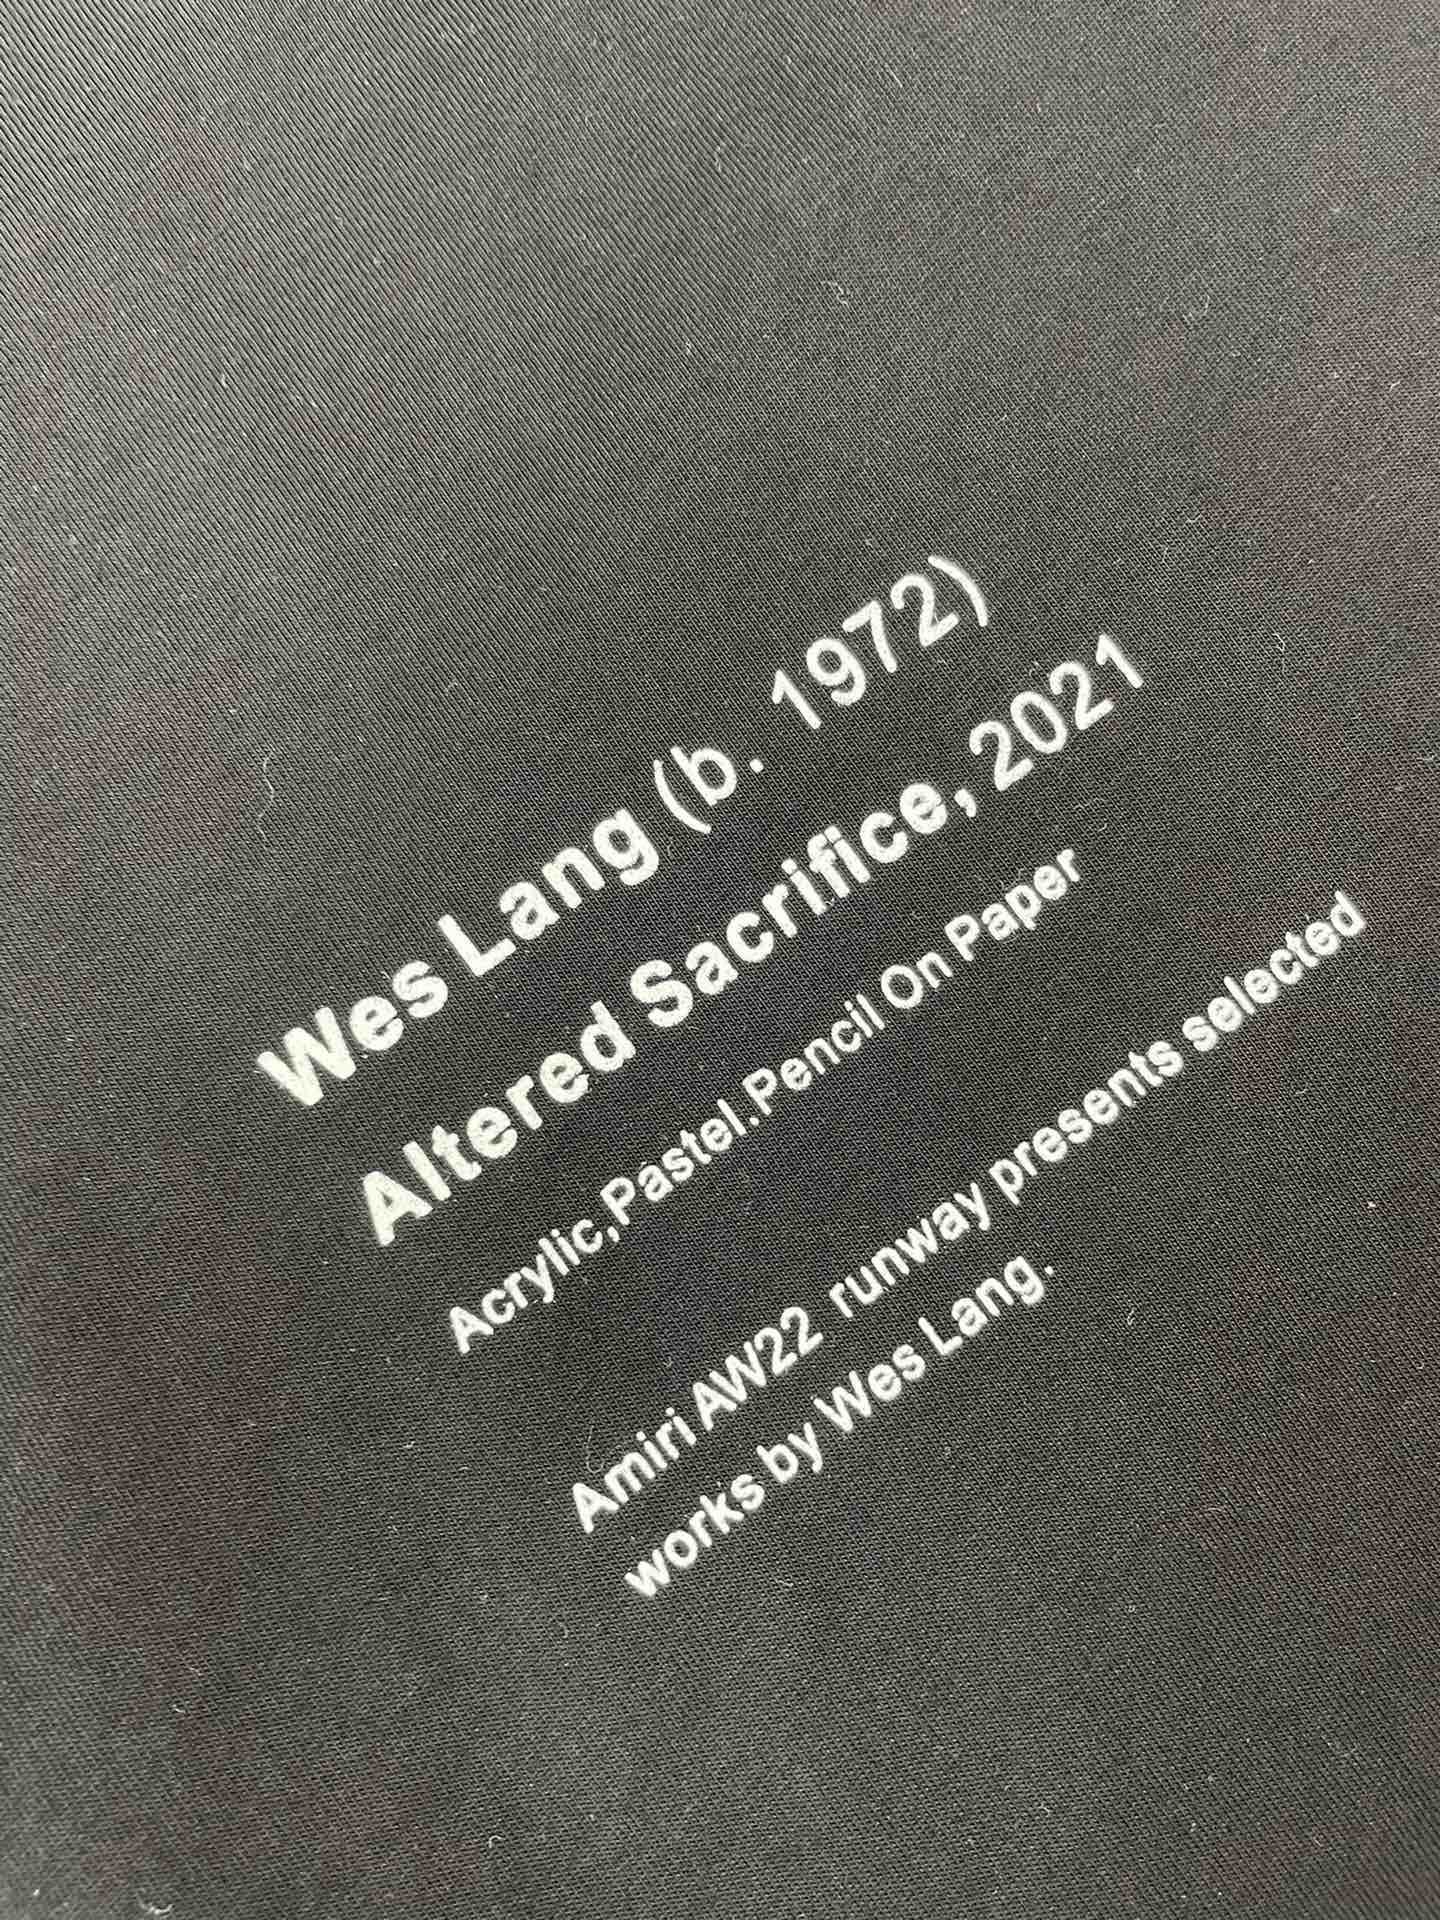 Wes Lang (b. 1972)
Altered Sacrifice, 2021
Acrylic,Pastel.Pencil On Paper
Amiri AW22 runway presents selected
works by Wes Lang.